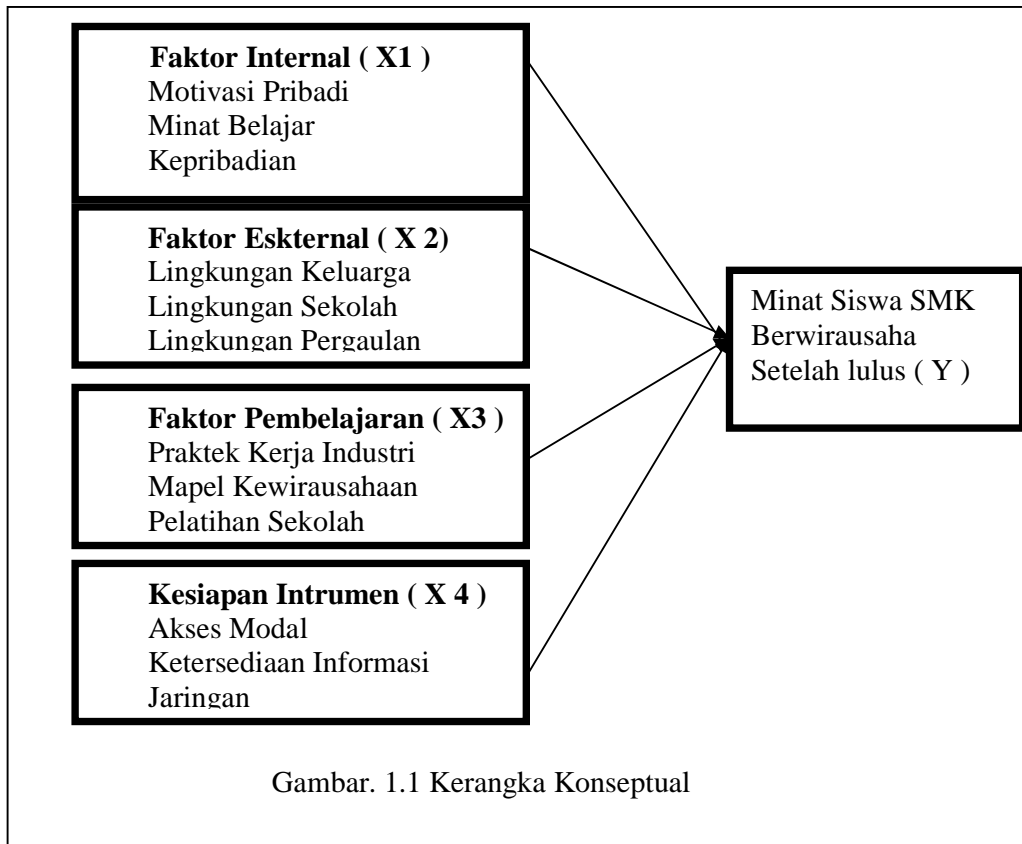 Faktor Internal ( X1 )
Motivasi Pribadi
Minat Belajar
Kepribadian
Faktor Eskternal ( X 2)
Lingkungan Keluarga
Lingkungan Sekolah
Lingkungan Pergaulan
Faktor Pembelajaran ( X3 )
Praktek Kerja Industri
Mapel Kewirausahaan
Pelatihan Sekolah
Kesiapan Intrumen ( X 4 )
Akses Modal
Ketersediaan Informasi
Jaringan
Minat Siswa SMK
Berwirausaha
Setelah lulus ( Y )
Gambar. 1.1 Kerangka Konseptual